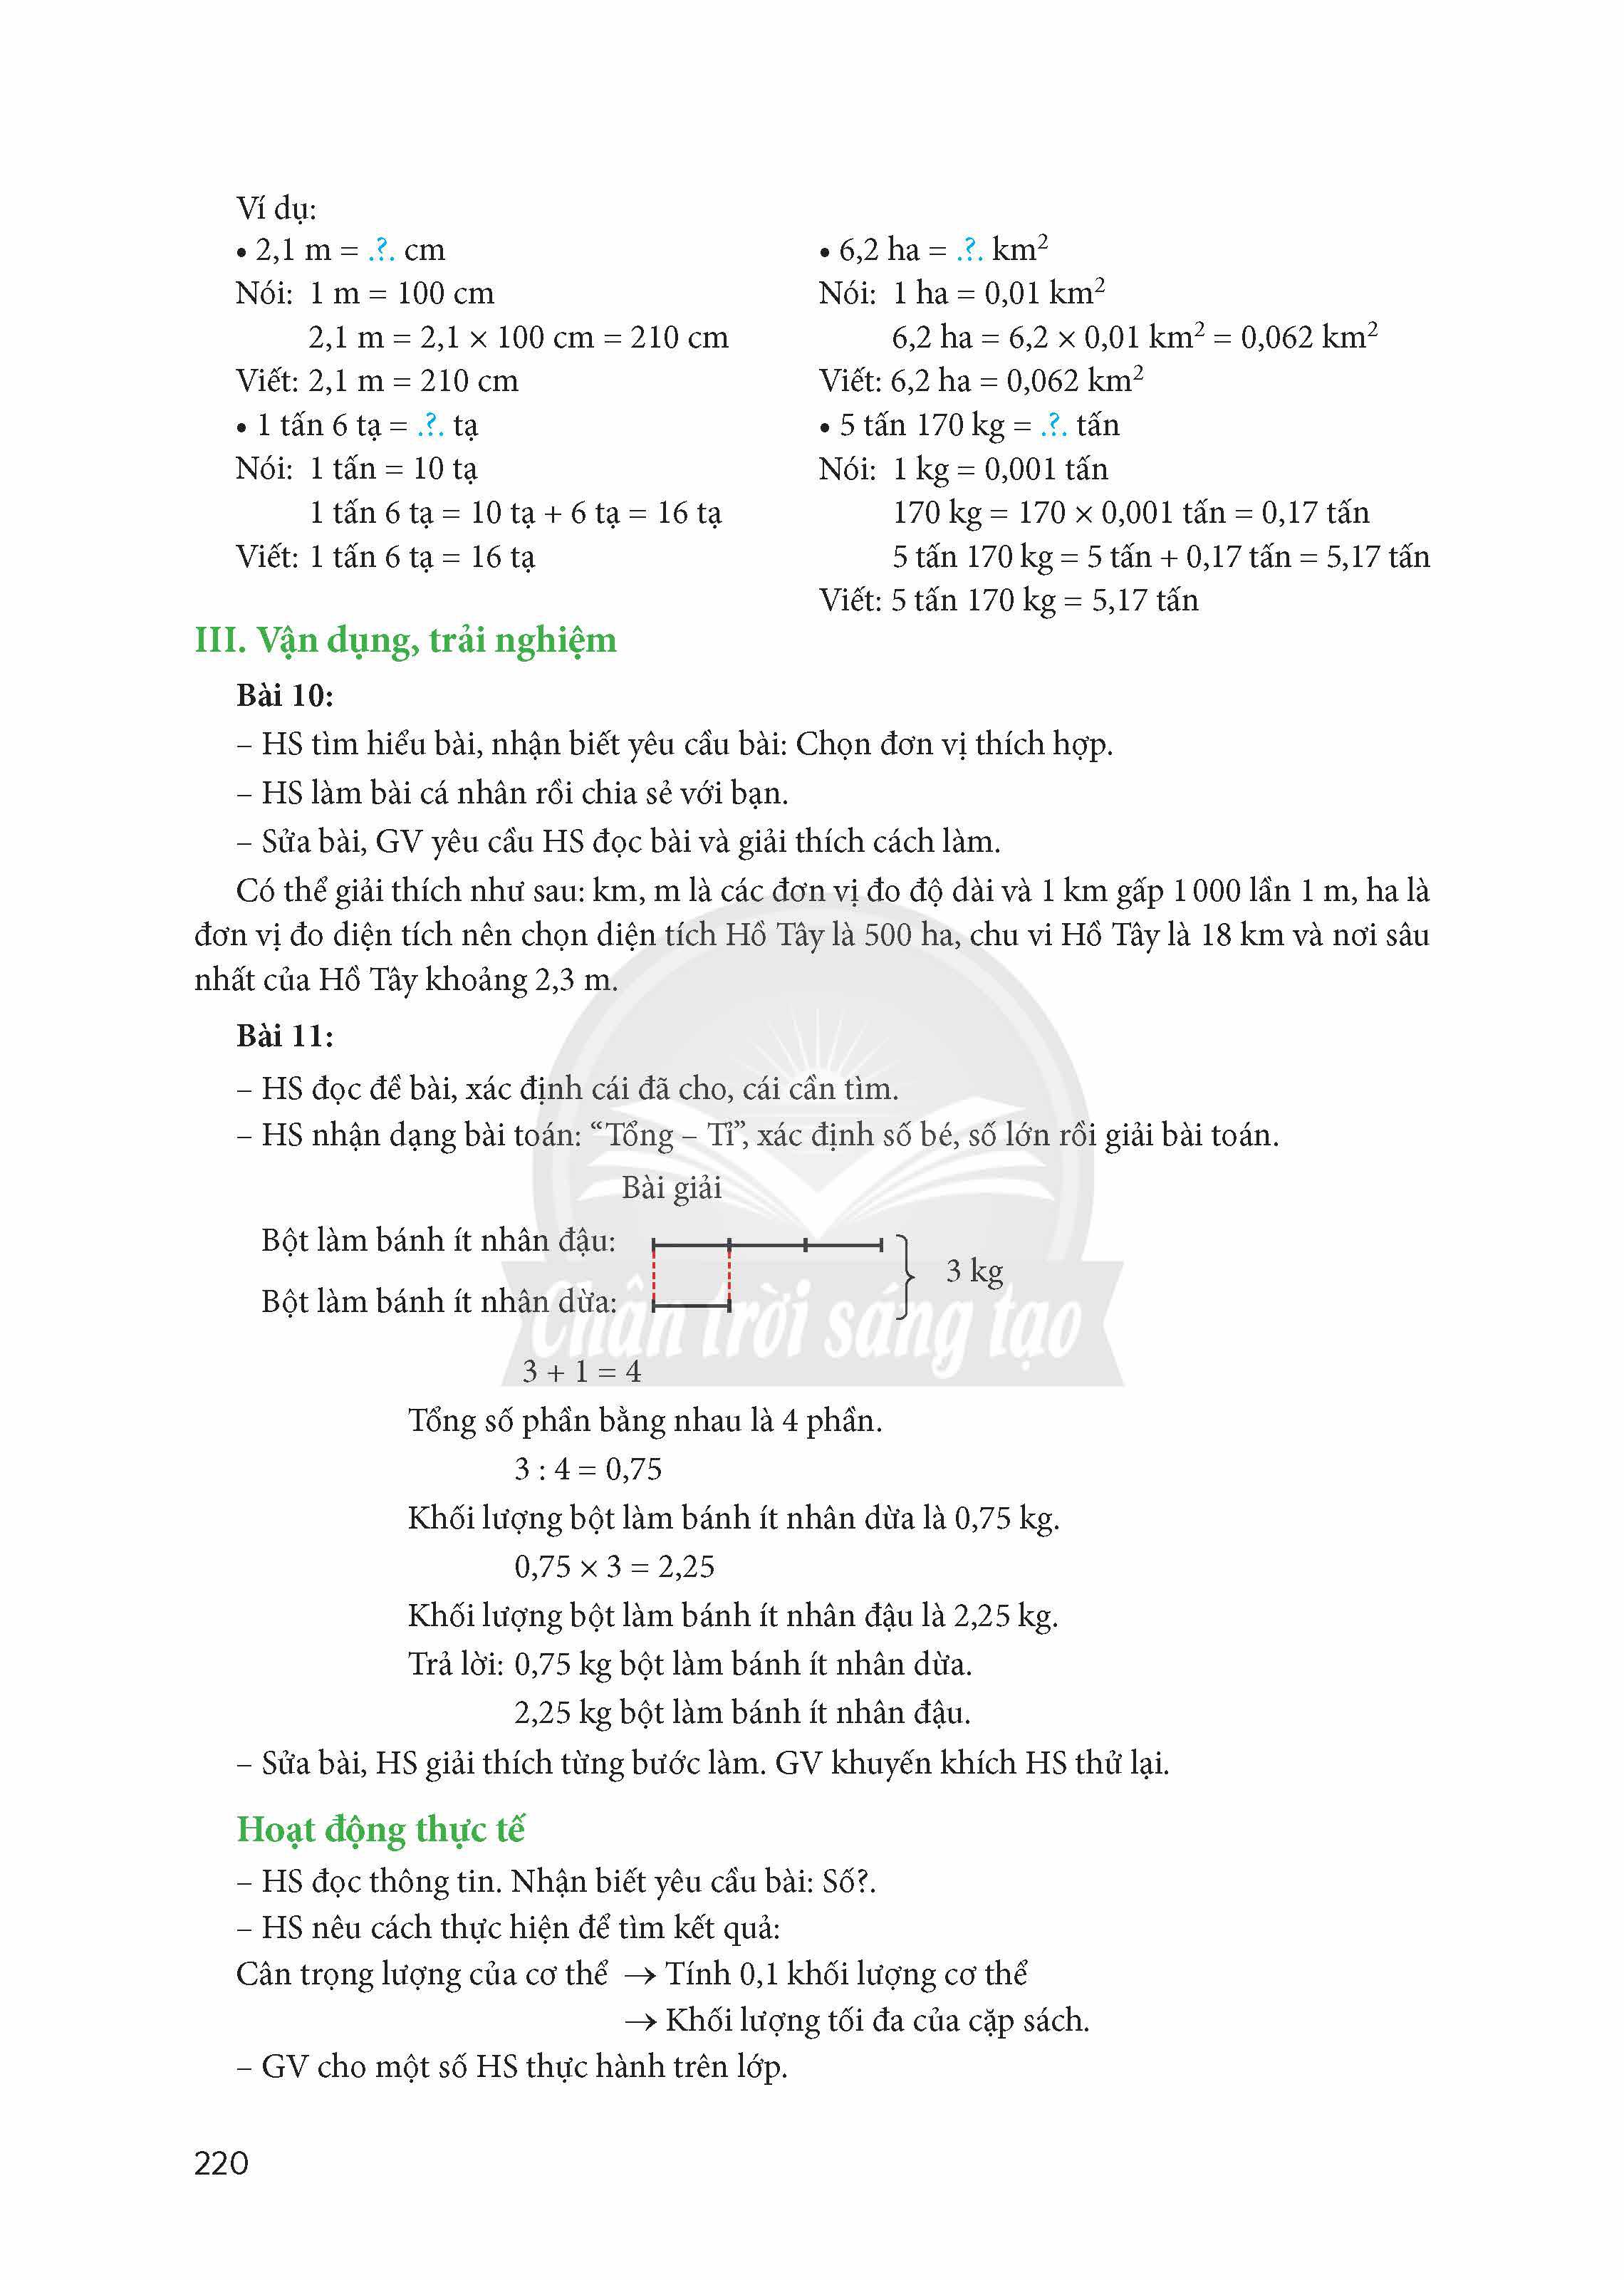 Ví dụ:
• 2,1 m = .?. cm
Nói: 1 m = 100 cm
2,1 m = 2,1 × 100 cm = 210 cm
Viết: 2,1 m = 210 cm
• 1 tấn 6 tạ = .?. tạ
Nói: 1 tấn = 10 tạ
1 tấn 6 tạ = 10 tạ + 6 tạ = 16 tạ
Viết: 1 tấn 6 tạ = 16 tạ
• 6,2 ha = .?. km²
Nói: 1 ha = 0,01 km²
6,2 ha = 6,2 × 0,01 km² = 0,062 km²
Viết: 6,2 ha = 0,062 km²
• 5 tấn 170 kg = .?. tấn
Nói: 1 kg = 0,001 tấn
170 kg = 170 × 0,001 tấn = 0,17 tấn
5 tấn 170 kg = 5 tấn + 0,17 tấn = 5,17 tấn
Viết: 5 tấn 170 kg = 5,17 tấn
III. Vận dụng, trải nghiệm
Bài 10:
– HS tìm hiểu bài, nhận biết yêu cầu bài: Chọn đơn vị thích hợp.
– HS làm bài cá nhân rồi chia sẻ với bạn.
– Sửa bài, GV yêu cầu HS đọc bài và giải thích cách làm.
Có thể giải thích như sau: km, m là các đơn vị đo độ dài và 1 km gấp 1 000 lần 1 m, ha là
đơn vị đo diện tích nên chọn diện tích Hồ Tây là 500 ha, chu vi Hồ Tây là 18 km và nơi sâu
nhất của Hồ Tây khoảng 2,3 m.
Bài 11:
– HS đọc đề bài, xác định cái đã cho, cái cần tìm.
– HS nhận dạng bài toán: “Tổng – Tỉ”, xác định số bé, số lớn rồi giải bài toán.
Bài giải
Bột làm bánh ít nhân đậu:
3 kg
Bột làm bánh ít nhân dừa:
Chân trời sáng tạo
3 + 1 = 4
Tổng số phần bằng nhau là 4 phần.
3 : 4 = 0,75
Khối lượng bột làm bánh ít nhân dừa là 0,75 kg.
0,75 × 3 = 2,25
Khối lượng bột làm bánh ít nhân đậu là 2,25 kg.
Trả lời: 0,75 kg bột làm bánh ít nhân dừa.
2,25 kg bột làm bánh ít nhân đậu.
– Sửa bài, HS giải thích từng bước làm. GV khuyến khích HS thử lại.
Hoạt động thực tế
– HS đọc thông tin. Nhận biết yêu cầu bài: Số?.
– HS nêu cách thực hiện để tìm kết quả:
Cân trọng lượng của cơ thể → Tính 0,1 khối lượng cơ thể
→ Khối lượng tối đa của cặp sách.
– GV cho một số HS thực hành trên lớp.
220